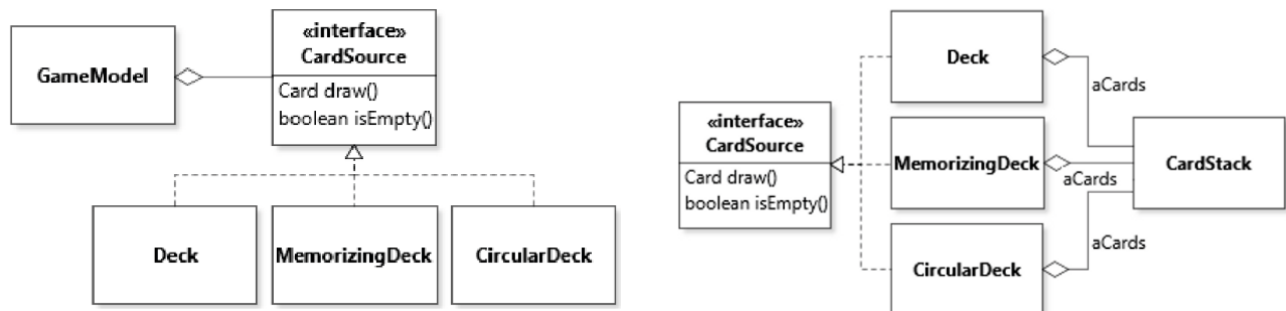 GameModel
«interface»
CardSource
Card draw()
boolean isEmpty()
Deck
MemorizingDeck
CircularDeck
«interface»
CardSource
Card draw()
boolean isEmpty()
Deck
aCards
MemorizingDeck
aCards
CardStack
CircularDeck
aCards